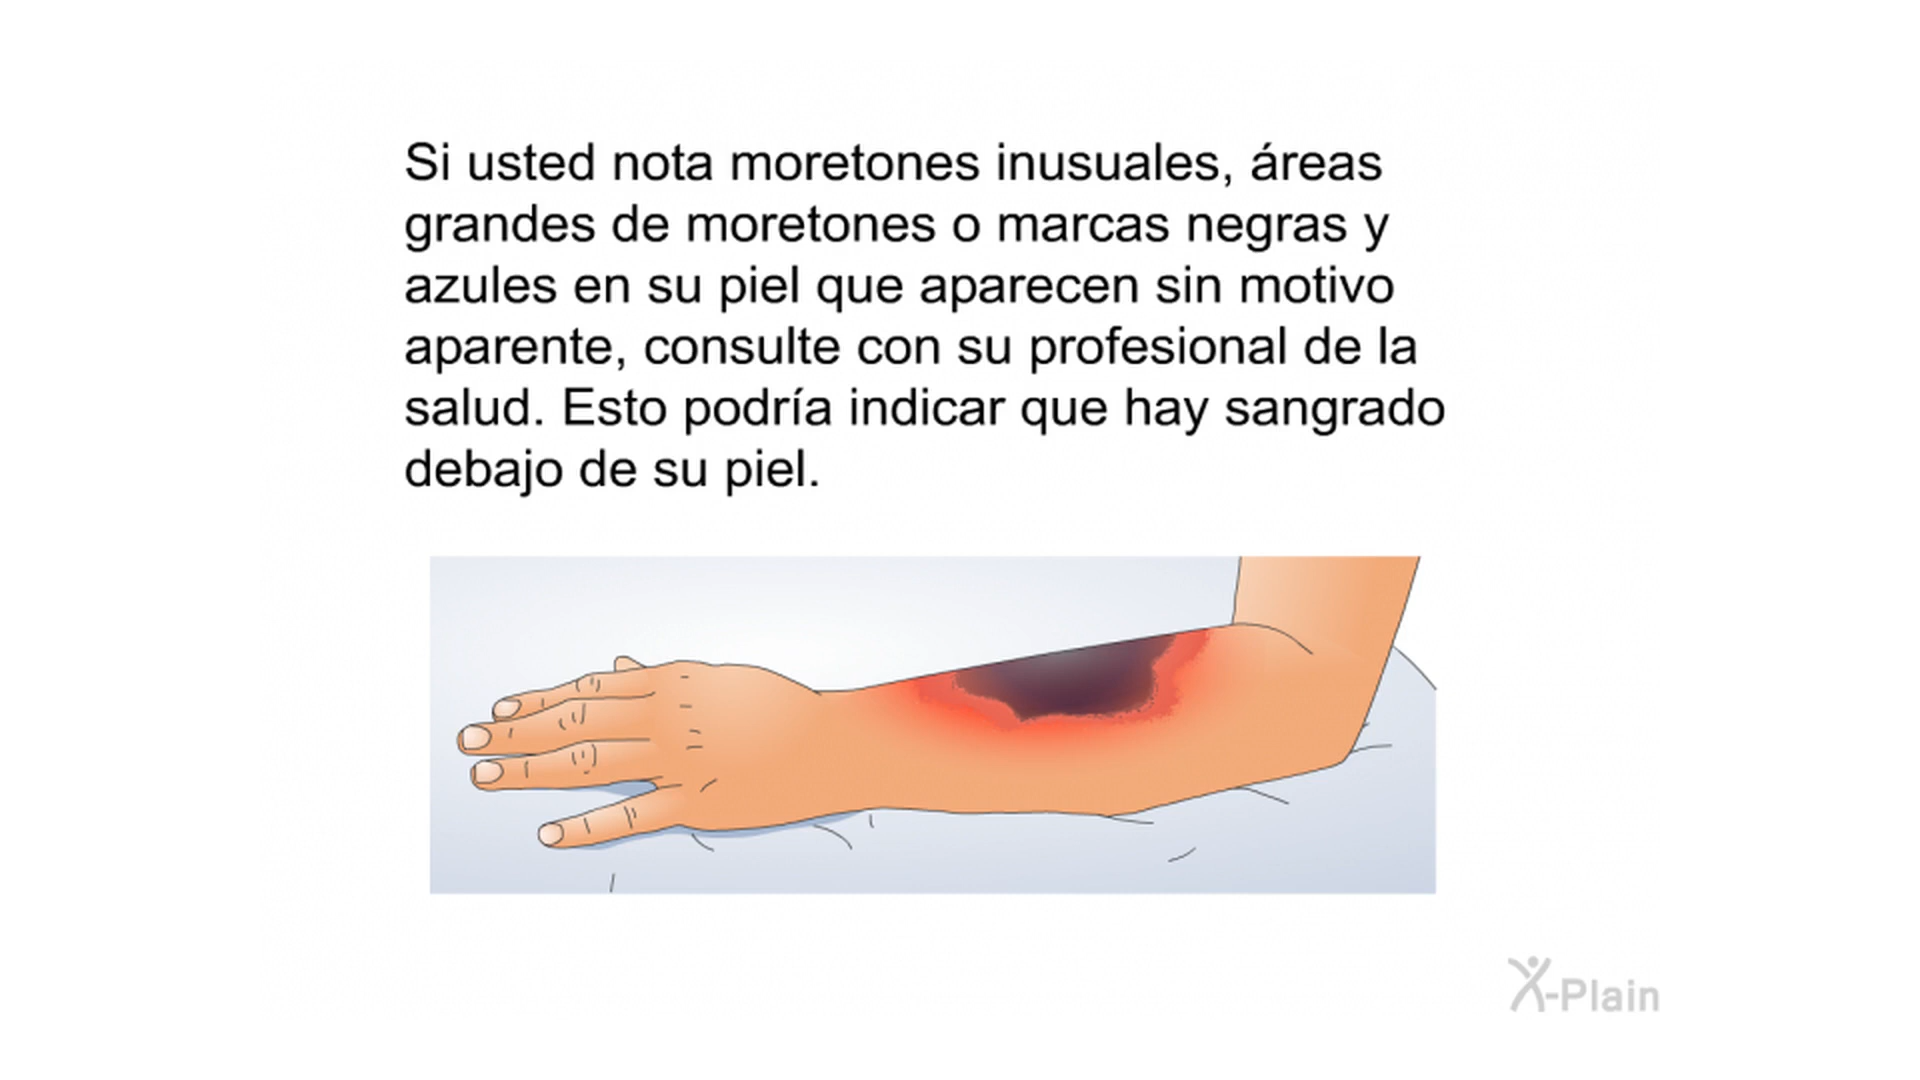 Si usted nota moretones inusuales, áreas
grandes de moretones o marcas negras y
azules en su piel que aparecen sin motivo
aparente, consulte con su profesional de la
salud. Esto podría indicar que hay sangrado
debajo de su piel.
X-Plain